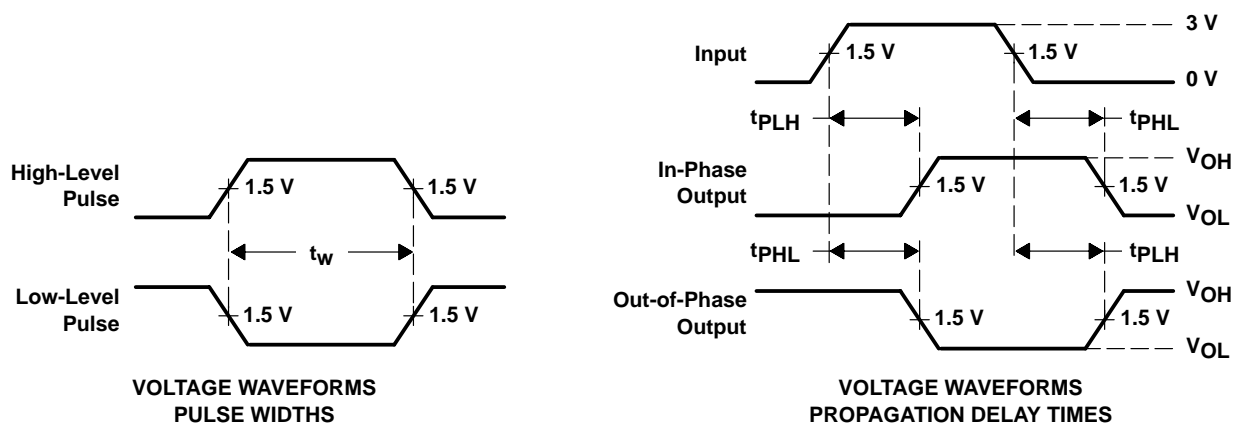 High-Level
Pulse
1.5 V
1.5 V
tw
Low-Level
Pulse
1.5 V
1.5 V
VOLTAGE WAVEFORMS
PULSE WIDTHS
Input
1.5 V
1.5 V
3 V
0 V
tPLH
tPHL
In-Phase
Output
1.5 V
1.5 V
VOH
VOL
tPHL
tPLH
Out-of-Phase
Output
1.5 V
1.5 V
VOH
VOL
VOLTAGE WAVEFORMS
PROPAGATION DELAY TIMES